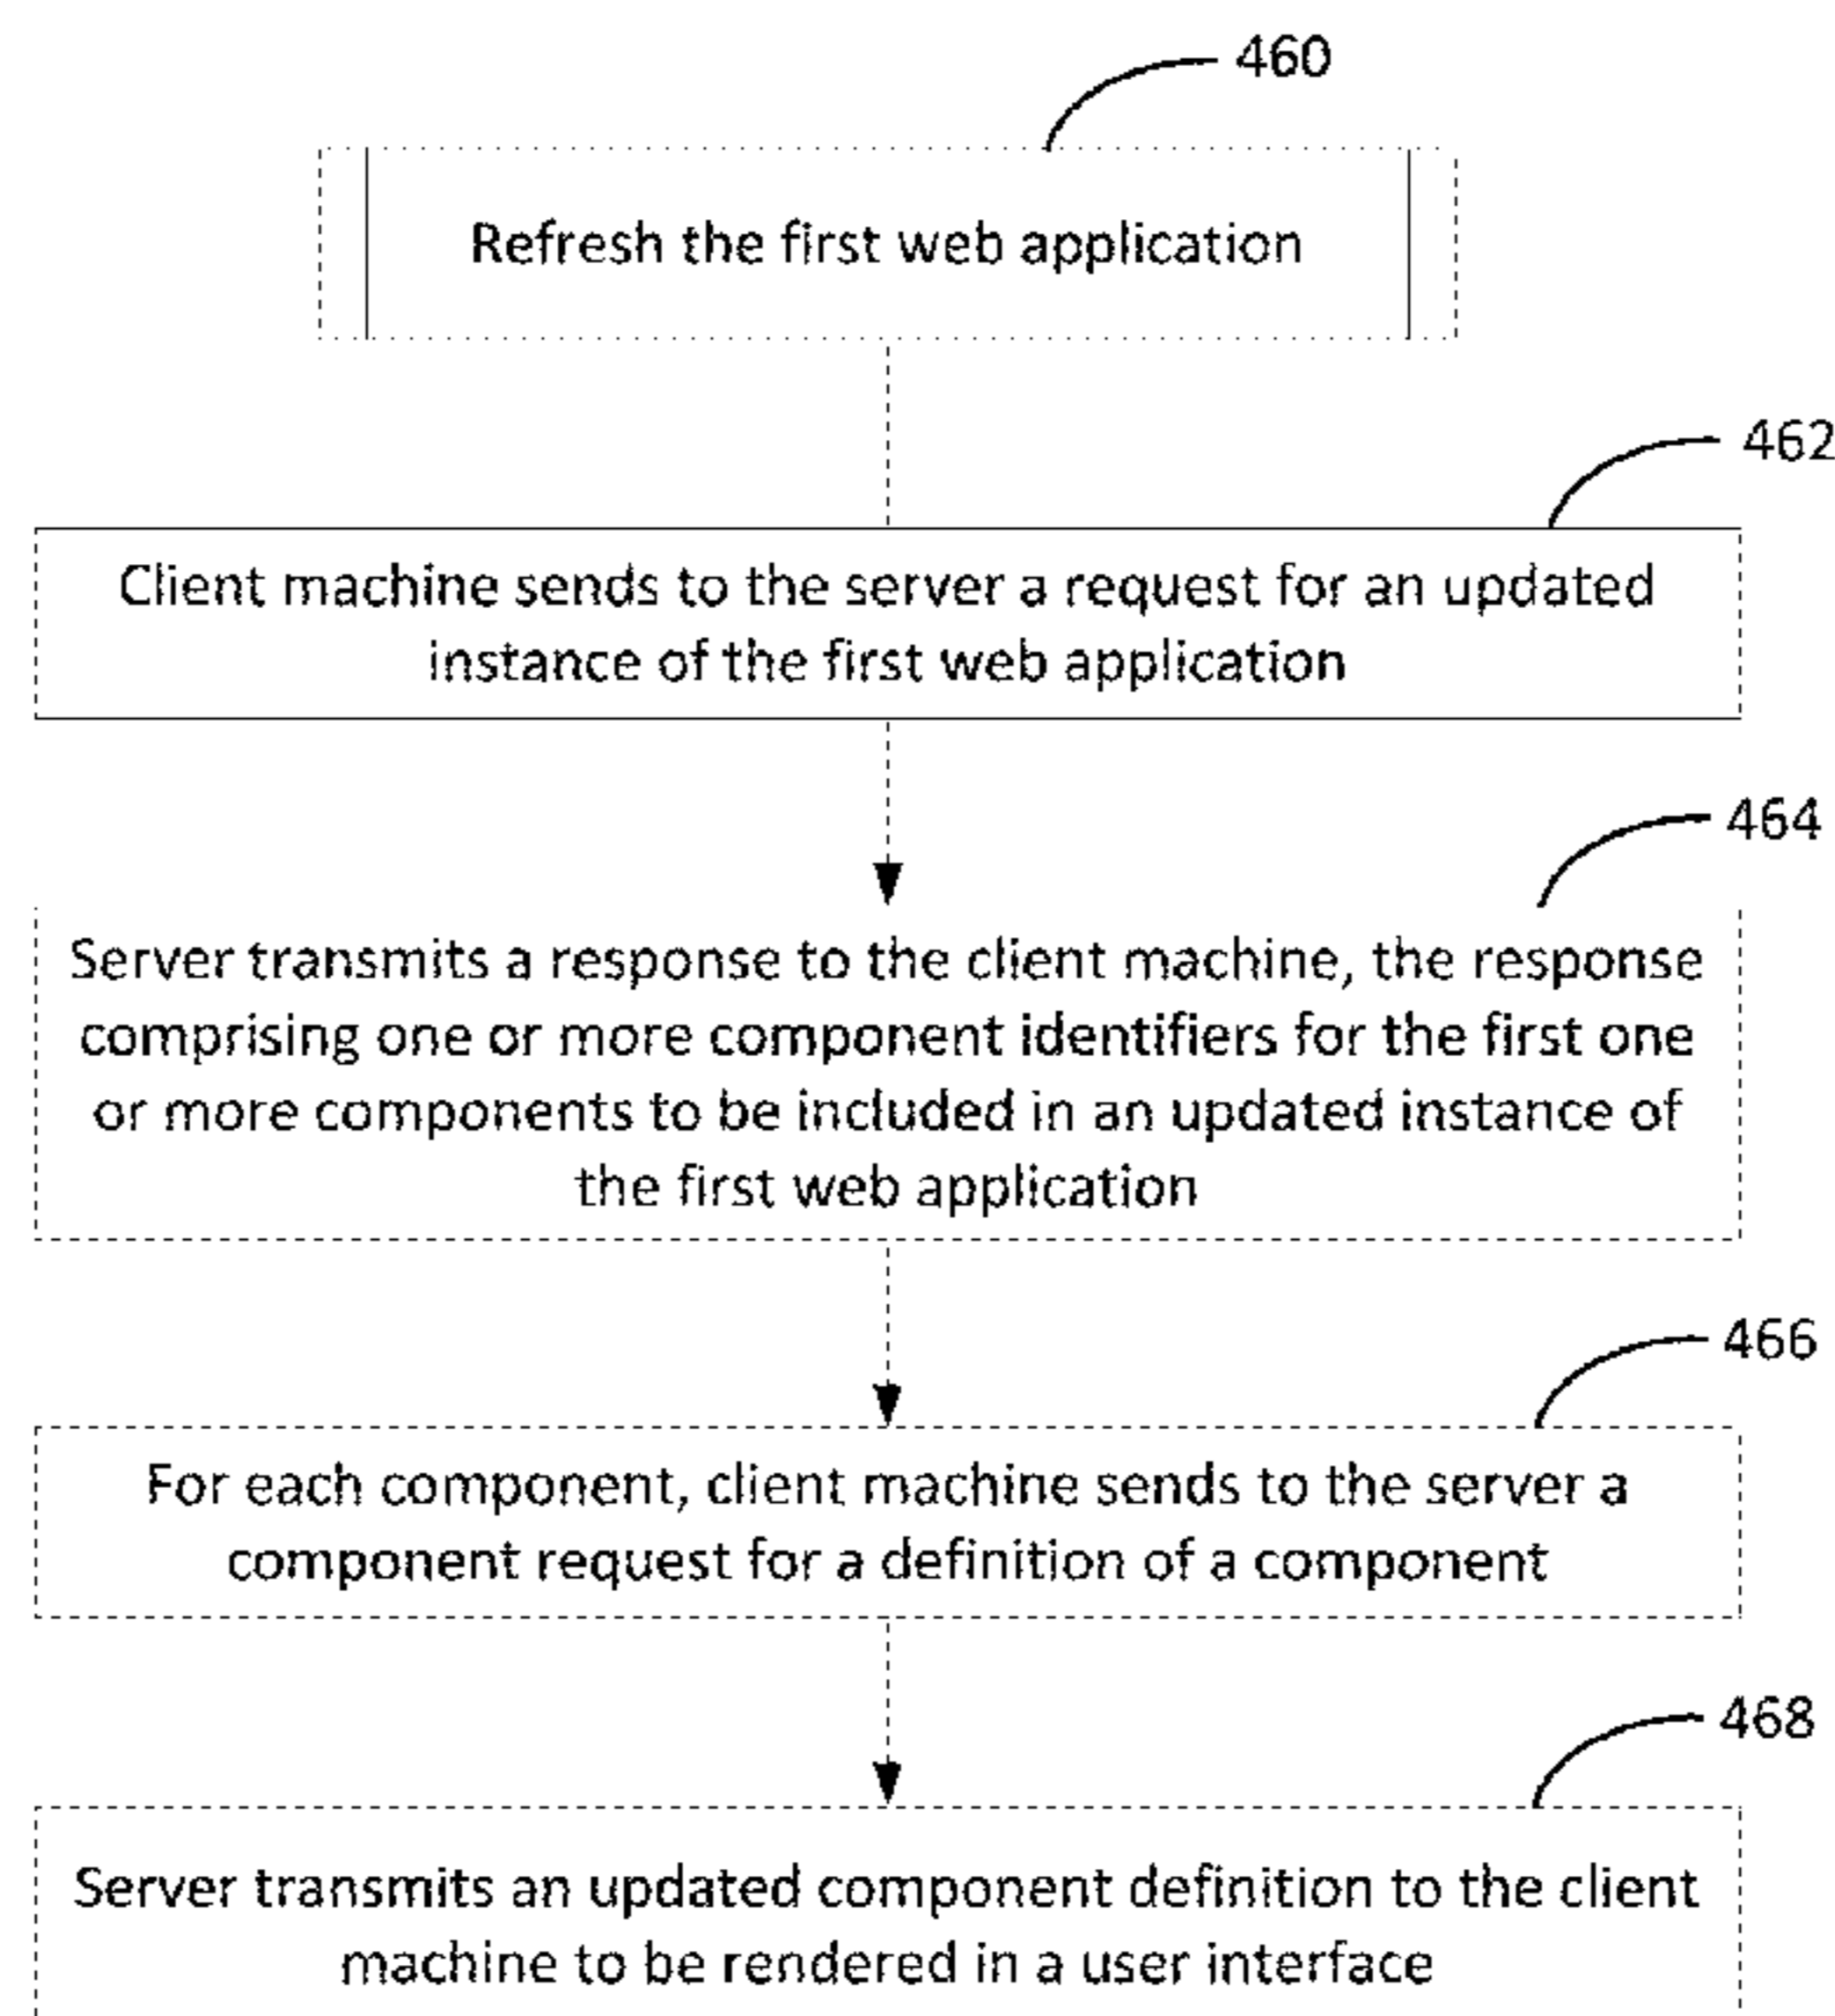 460
Refresh the first web application
462
Client machine sends to the server a request for an updated
instance of the first web application
464
Server transmits a response to the client machine, the response
comprising one or more component identifiers for the first one
or more components to be included in an updated instance of
the first web application
466
For each component, client machine sends to the server a
component request for a definition of a component
468
Server transmits an updated component definition to the client
machine to be rendered in a user interface